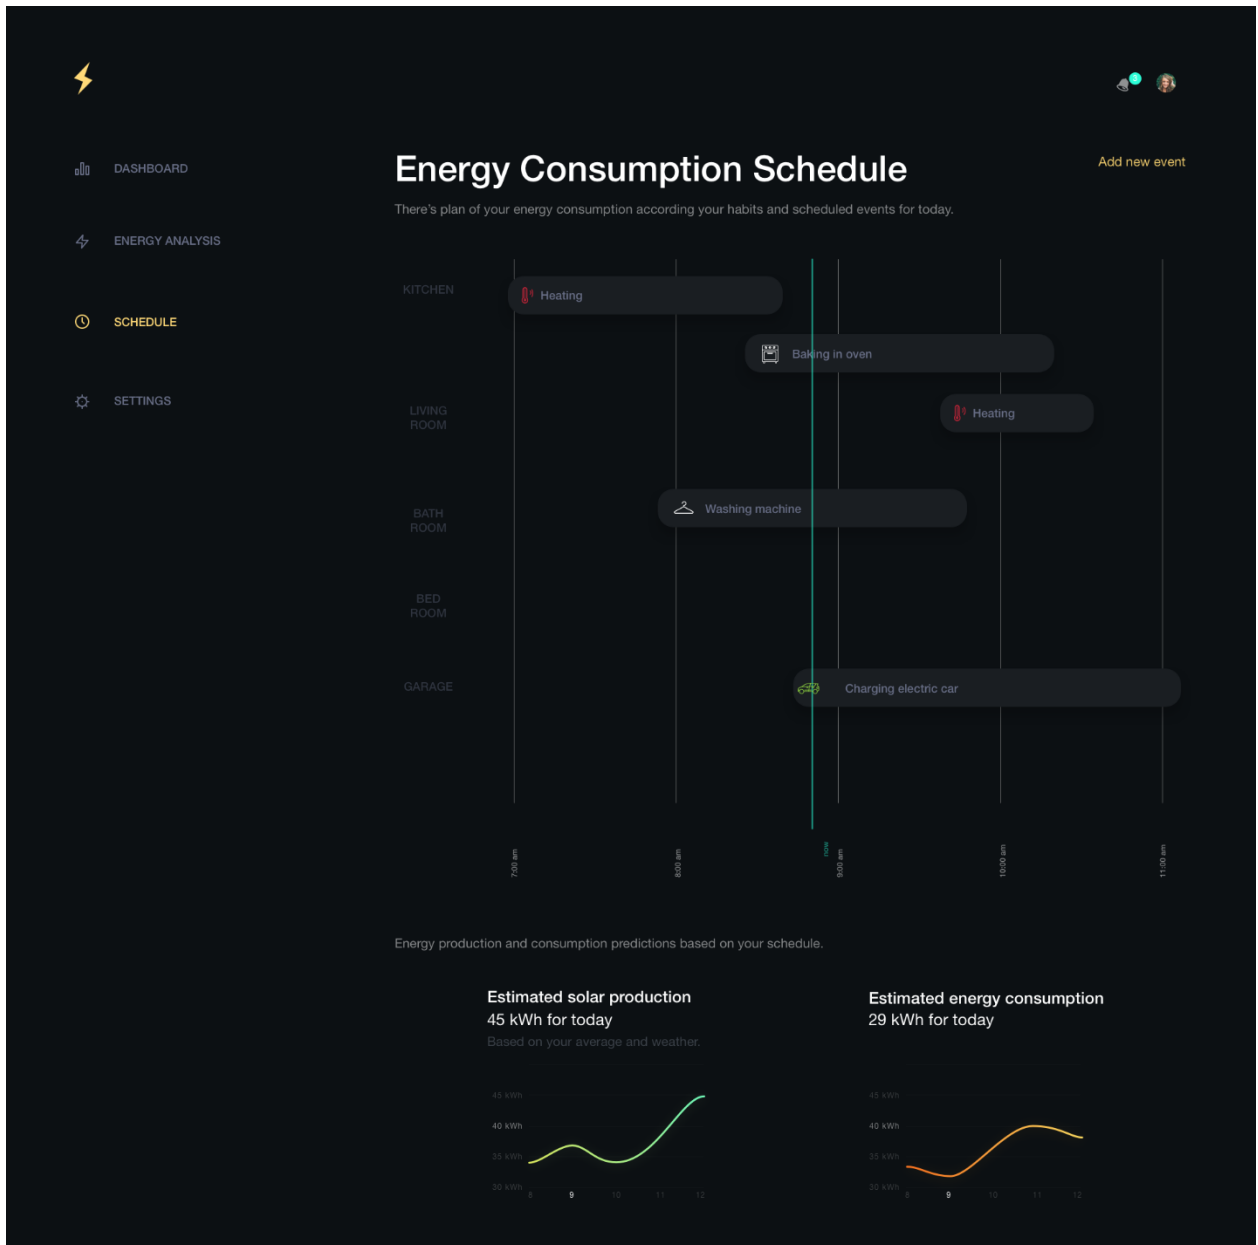 3
DASHBOARD
ENERGY ANALYSIS
SCHEDULE
SETTINGS
Energy Consumption Schedule
Add new event
There's plan of your energy consumption according your habits and scheduled events for today.
KITCHEN
Heating
Baking in oven
LIVING
ROOM
Heating
BATH
ROOM
Washing machine
BED
ROOM
GARAGE
Charging electric car
7:00 am
8:00 am
now
9:00 am
10:00 am
11:00 am
Energy production and consumption predictions based on your schedule.
Estimated solar production
45 kWh for today
Based on your average and weather.
45 kWh
40 kWh
35 kWh
30 kWh
8 9 10 11 12
Estimated energy consumption
29 kWh for today
45 kWh
40 kWh
35 kWh
30 kWh
8 9 10 11 12